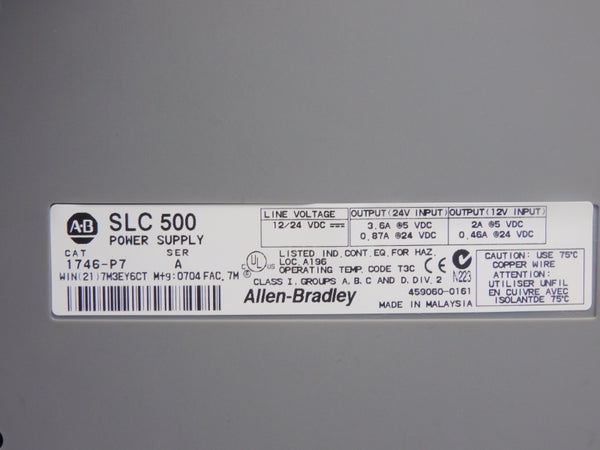 A-B
SLC 500
POWER SUPPLY
CAT SER
1746-P7 A
WIN(21)7M3EY6CT M+9:0704 FAC. 7M
LINE VOLTAGE
12/24 VDC
OUTPUT(24V INPUT)
3.6A @5 VDC
0.87A @24 VDC
OUTPUT(12V INPUT)
2A @5 VDC
0.46A @24 VDC
UL
C US
LISTED IND. CONT. EQ. FOR HAZ.
LOC. A196
OPERATING TEMP. CODE T3C CE
CLASS I. GROUPS A, B, C AND D, DIV. 2
N223
CAUTION: USE 75°C
COPPER WIRE
ATTENTION:
UTILISER UNFIL
EN CUIVRE AVEC
ISOLANTDE 75°C
Allen-Bradley
459060-0161
MADE IN MALAYSIA